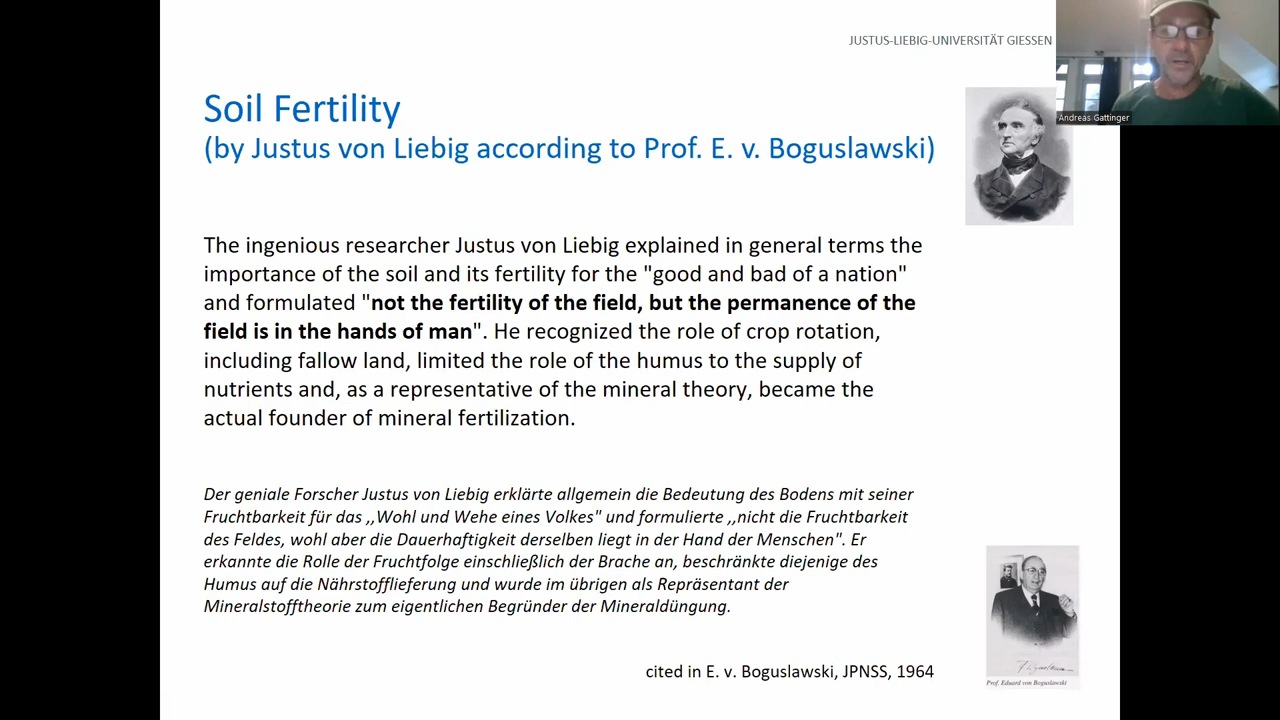 JUSTUS-LIEBIG-UNIVERSITÄT GIESSEN
Andreas Gattinger
Soil Fertility
(by Justus von Liebig according to Prof. E. v. Boguslawski)
The ingenious researcher Justus von Liebig explained in general terms the
importance of the soil and its fertility for the "good and bad of a nation"
and formulated "not the fertility of the field, but the permanence of the
field is in the hands of man". He recognized the role of crop rotation,
including fallow land, limited the role of the humus to the supply of
nutrients and, as a representative of the mineral theory, became the
actual founder of mineral fertilization.
Der geniale Forscher Justus von Liebig erklärte allgemein die Bedeutung des Bodens mit seiner
Fruchtbarkeit für das ,,Wohl und Wehe eines Volkes" und formulierte ,,nicht die Fruchtbarkeit
des Feldes, wohl aber die Dauerhaftigkeit derselben liegt in der Hand der Menschen". Er
erkannte die Rolle der Fruchtfolge einschließlich der Brache an, beschränkte diejenige des
Humus auf die Nährstofflieferung und wurde im übrigen als Repräsentant der
Mineralstofftheorie zum eigentlichen Begründer der Mineraldüngung.
cited in E. v. Boguslawski, JPNSS, 1964
Prof. Eduard von Boguslawski